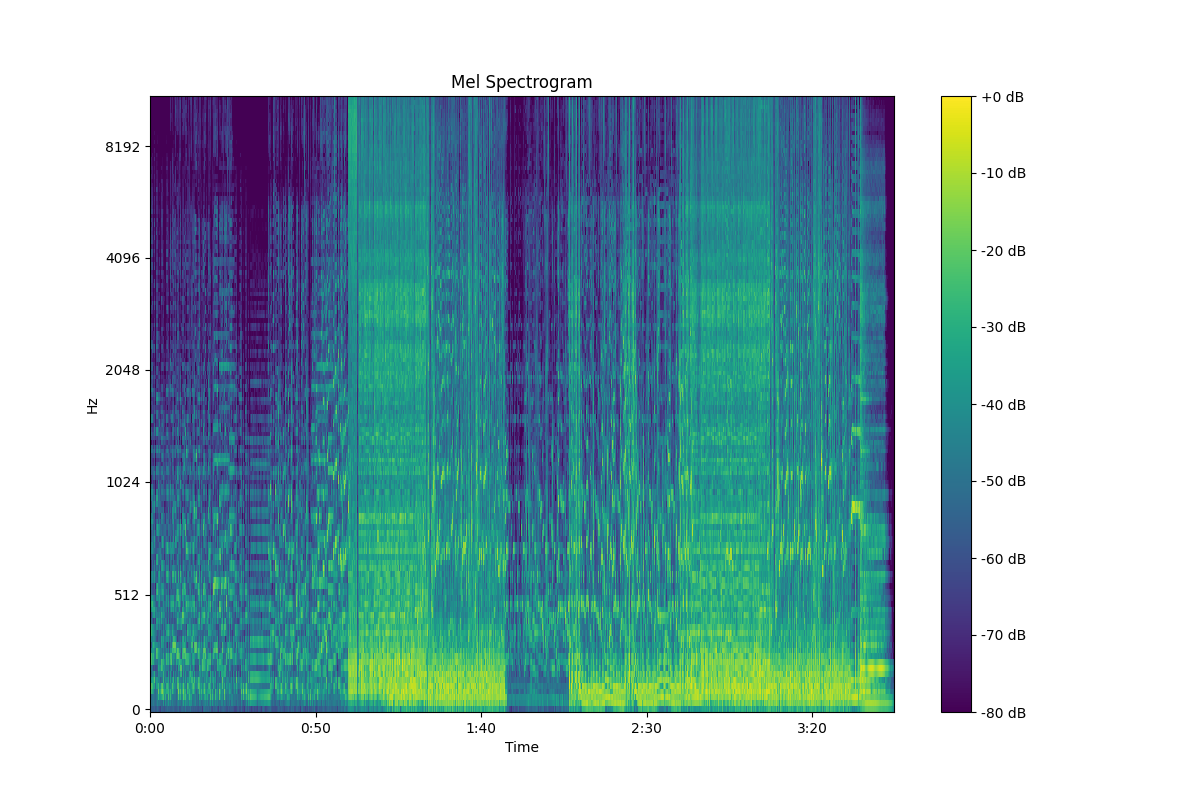 Mel Spectrogram
8192
4096
2048
1024
512
0
Hz
0:00
0:50
1:40
2:30
3:20
Time
+0 dB
-10 dB
-20 dB
-30 dB
-40 dB
-50 dB
-60 dB
-70 dB
-80 dB